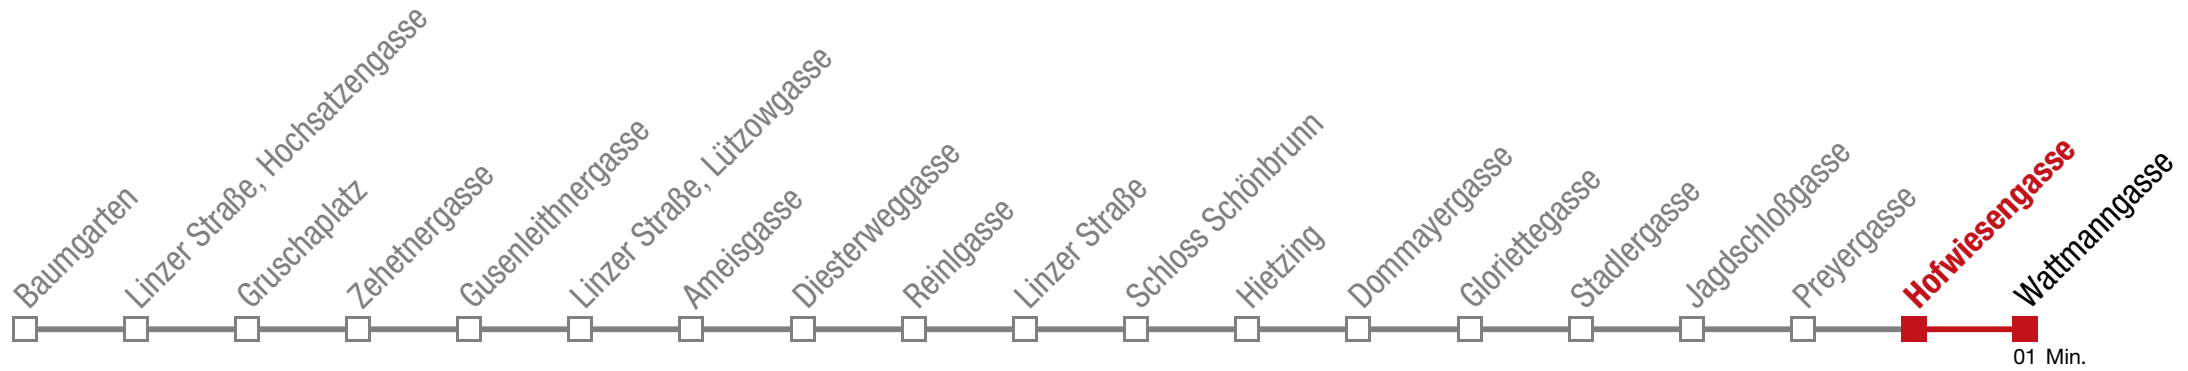 Baumgarten
Linzer Straße, Hochsatzengasse
Gruschaplatz
Zehetnergasse
Gusenleithnergasse
Linzer Straße, Lützowgasse
Ameisgasse
Diesterweggasse
Reinlgasse
Linzer Straße
Schloss Schönbrunn
Hietzing
Dommayergasse
Gloriettegasse
Stadlergasse
Jagdschloßgasse
Preyergasse
Hofwiesengasse
Wattmanngasse
01 Min.